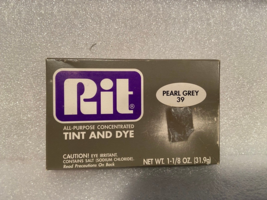 Rit®
PEARL GREY
39
ALL-PURPOSE CONCENTRATED
TINT AND DYE
CAUTION! EYE IRRITANT
CONTAINS SALT (SODIUM CHLORIDE)
Read Precautions On Back
NET WT. 1-1/8 OZ. (31.9g)